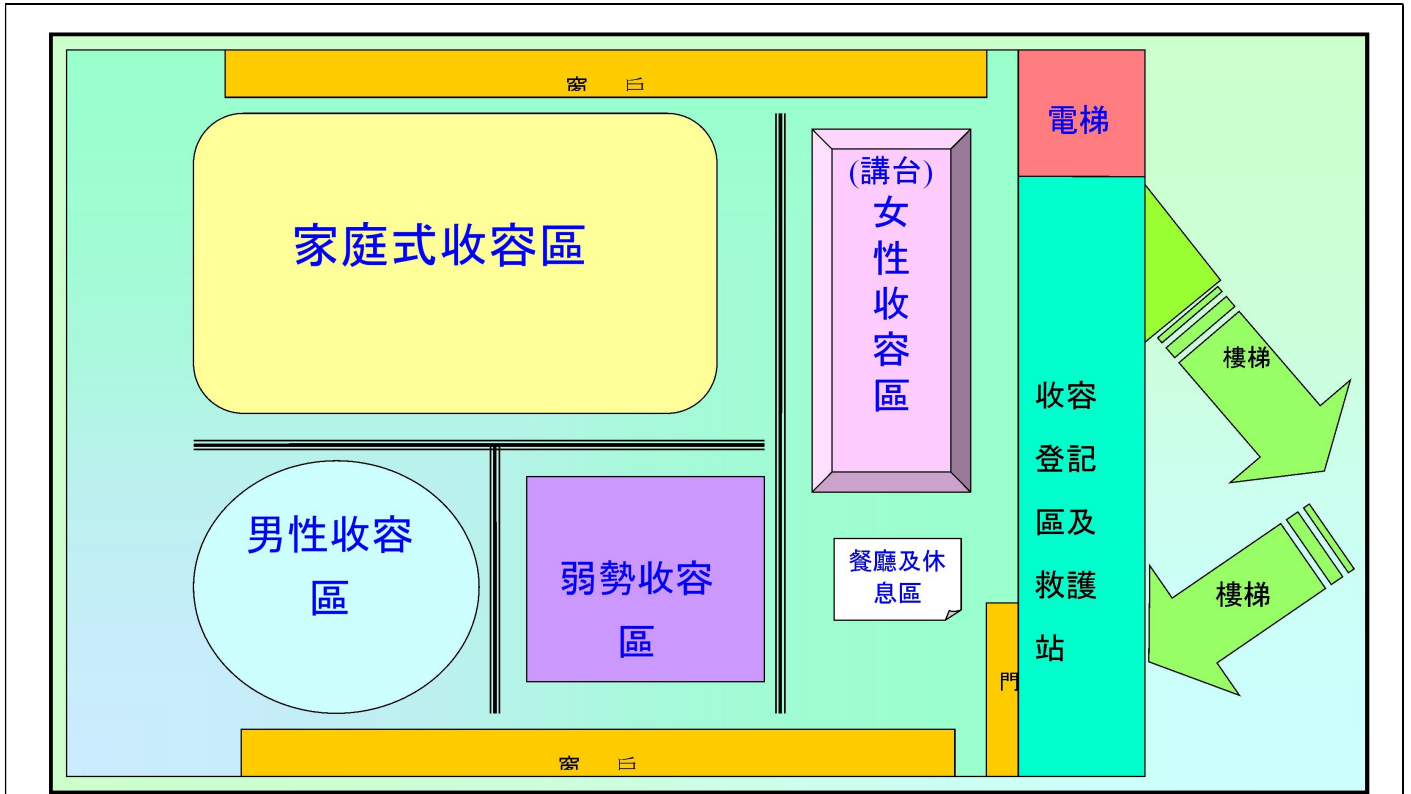 窗 戶
電梯
(講台)
女
性
收
容
區
家庭式收容區
樓梯
收容
登記
區及
救護
站
男性收容
區
弱勢收容
區
餐廳及休
息區
樓梯
門
窗 戶